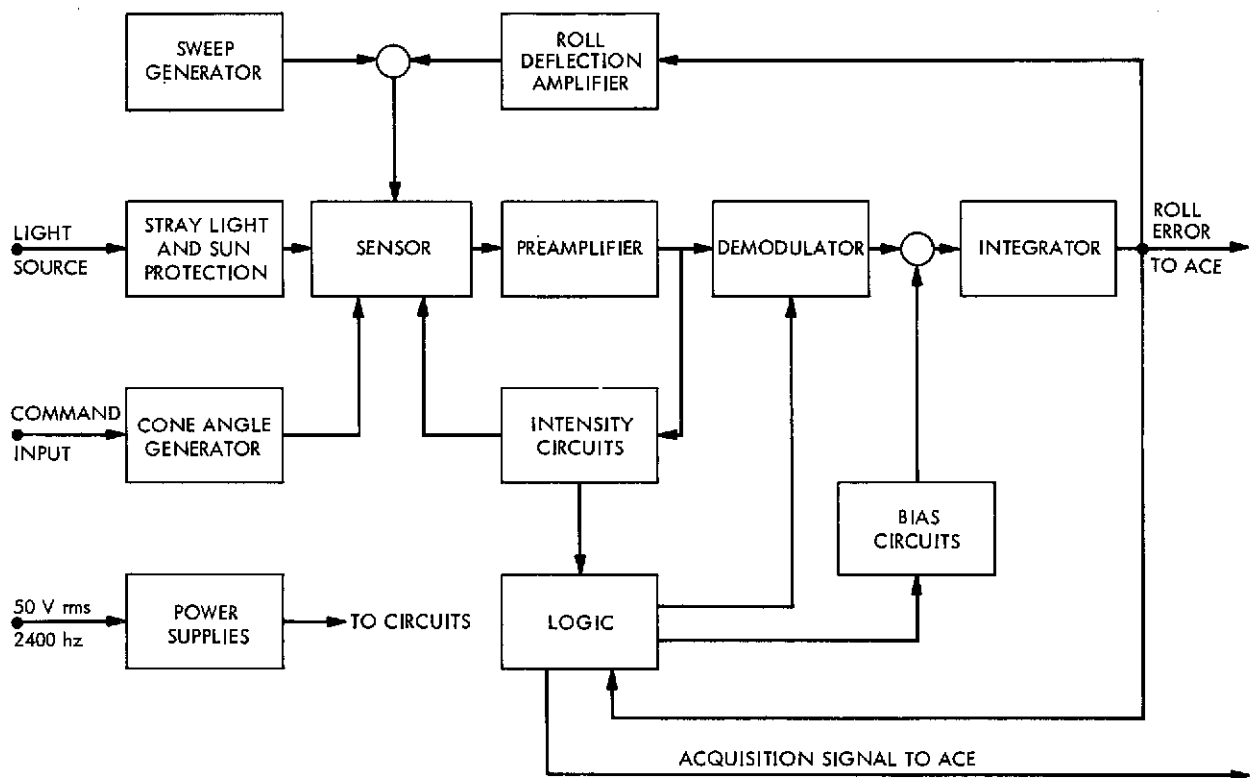 SWEEP
GENERATOR
ROLL
DEFLECTION
AMPLIFIER
LIGHT
SOURCE
STRAY LIGHT
AND SUN
PROTECTION
SENSOR
PREAMPLIFIER
DEMODULATOR
INTEGRATOR
ROLL
ERROR
TO ACE
COMMAND
INPUT
CONE ANGLE
GENERATOR
INTENSITY
CIRCUITS
BIAS
CIRCUITS
50 V rms
2400 hz
POWER
SUPPLIES
TO CIRCUITS
LOGIC
ACQUISITION SIGNAL TO ACE